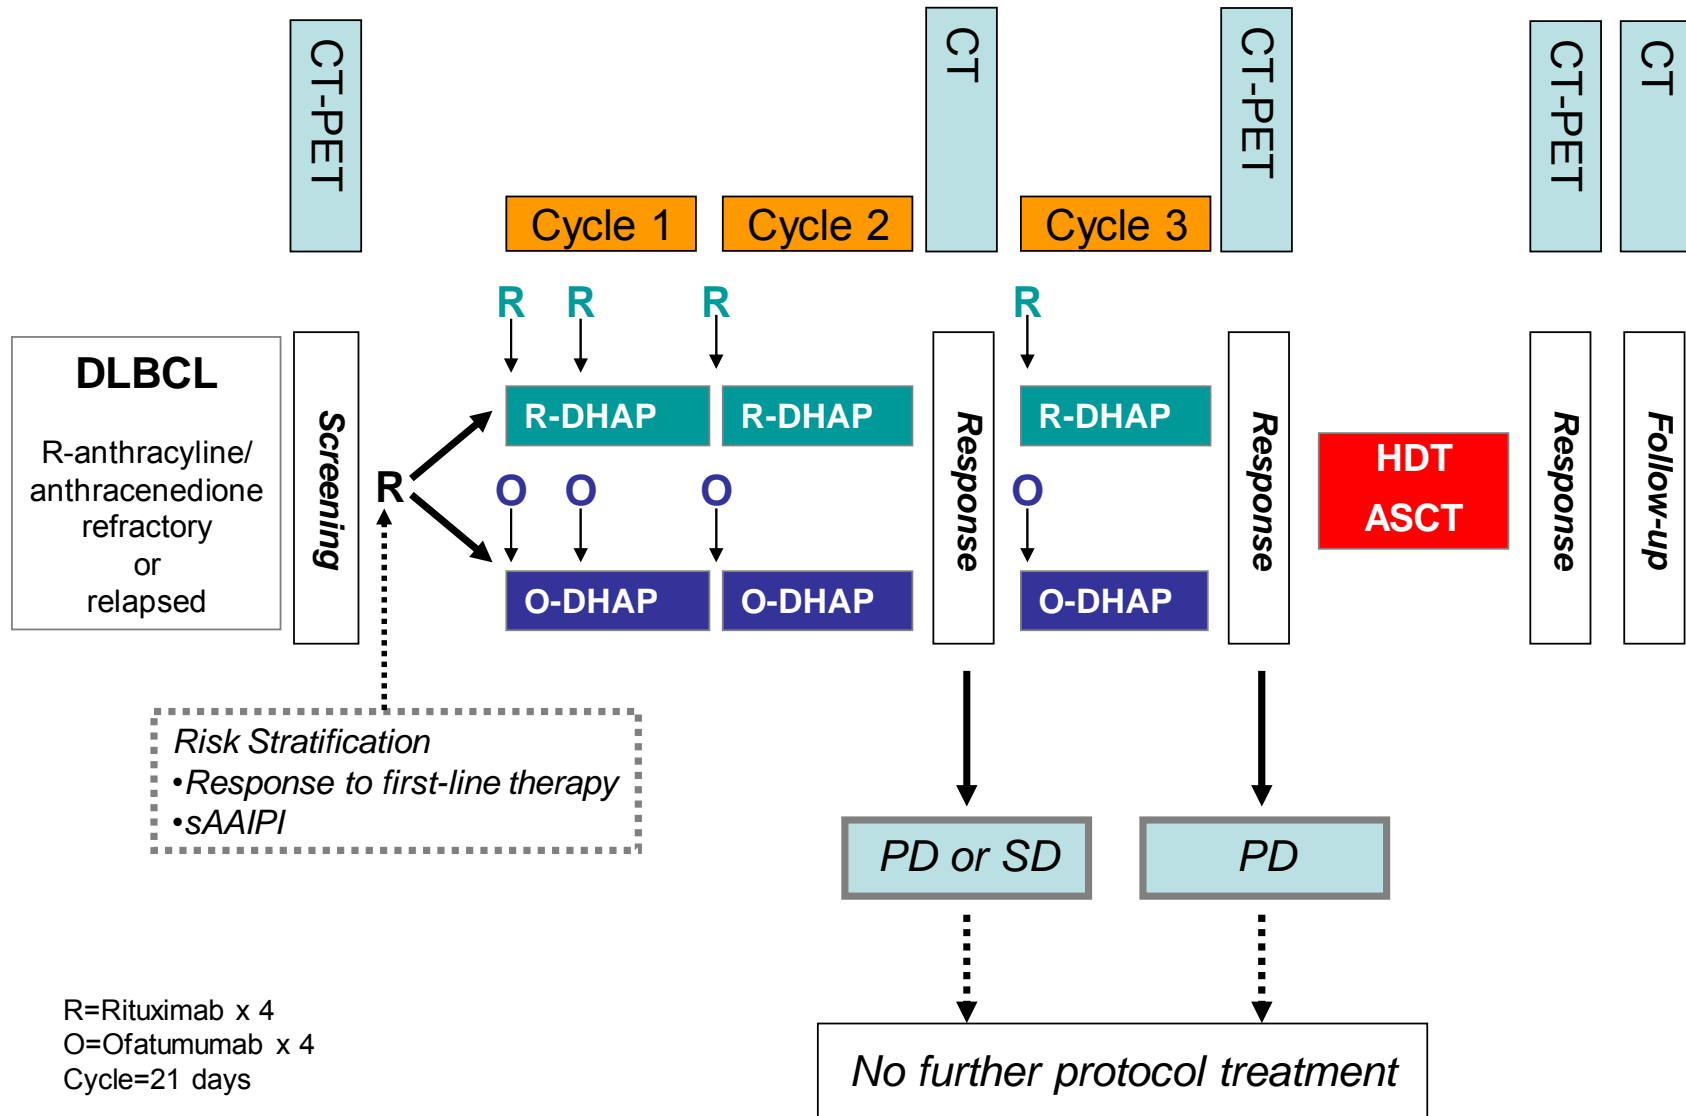 CT-PET
CT
CT-PET
CT-PET
CT
Cycle 1
Cycle 2
Cycle 3
R
R
R
R
DLBCL
R-anthracyline/
anthracenedione
refractory
or
relapsed
Screening
R
R-DHAP
R-DHAP
R-DHAP
O
O
O
O
O-DHAP
O-DHAP
O-DHAP
Response
Response
HDT
ASCT
Response
Follow-up
Risk Stratification
•Response to first-line therapy
•sAAIPI
PD or SD
PD
R=Rituximab x 4
O=Ofatumumab x 4
Cycle=21 days
No further protocol treatment